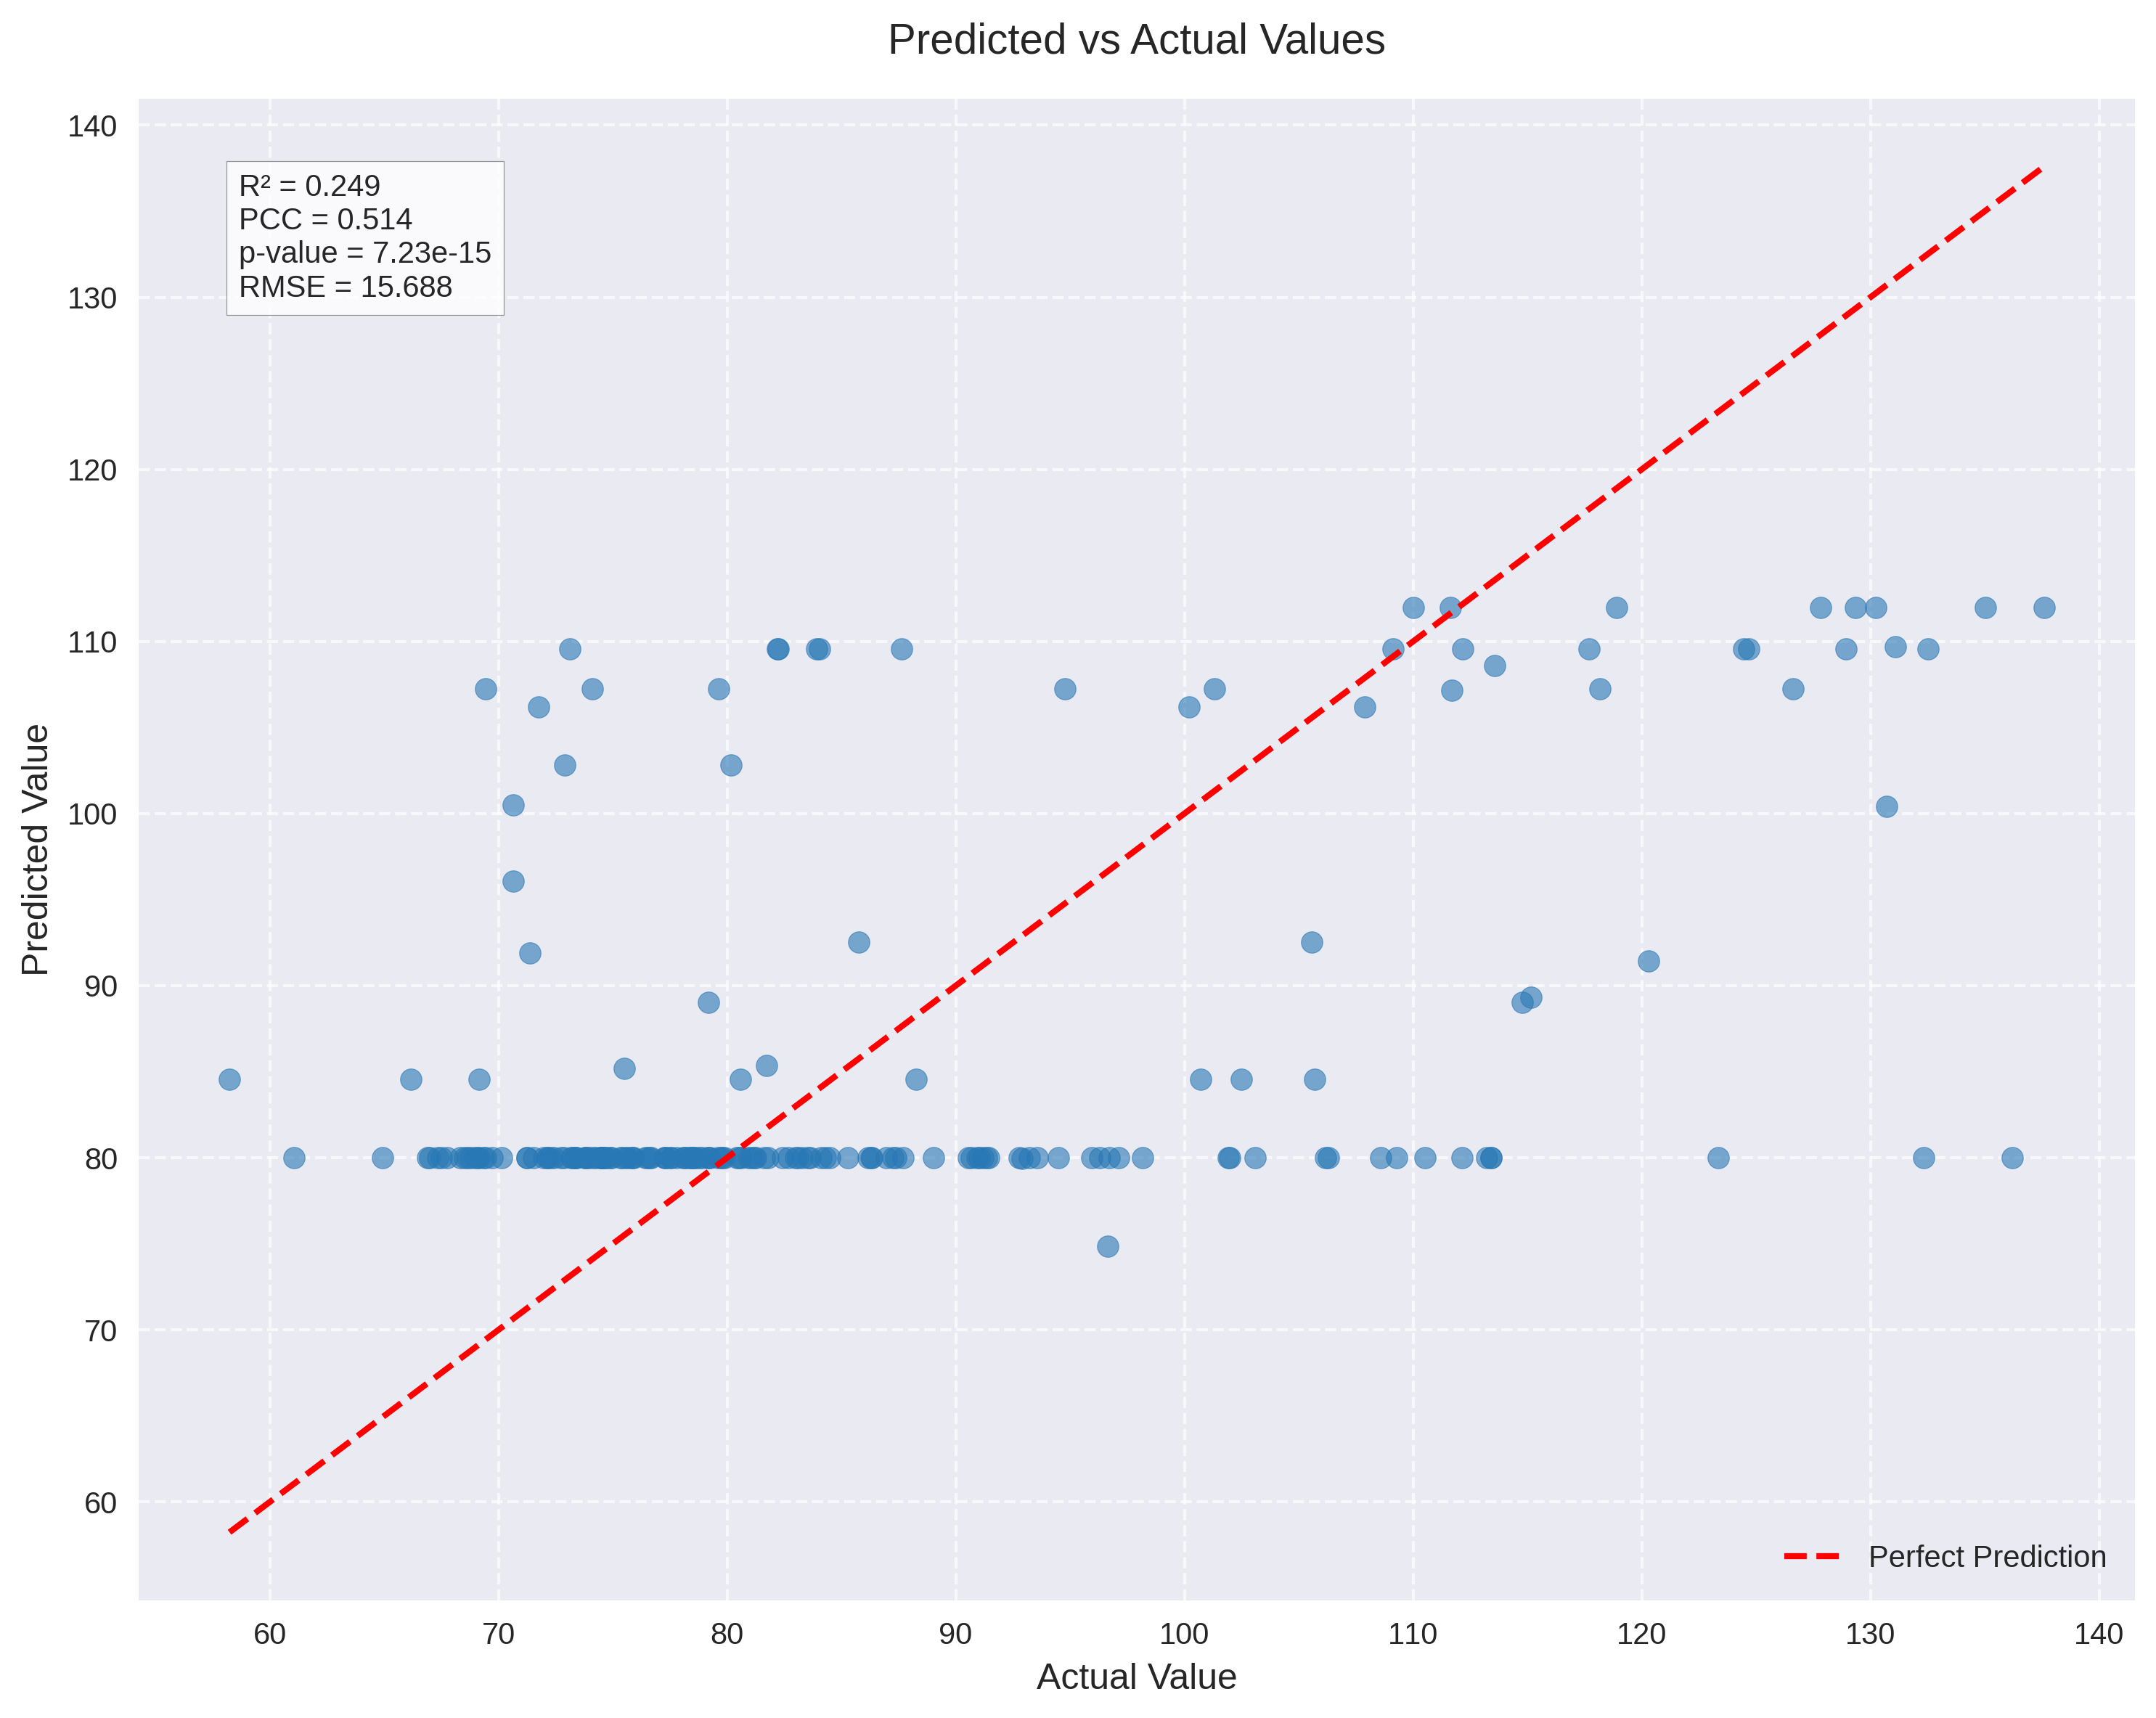 Predicted vs Actual Values
140
130
120
110
100
90
80
70
60
R² = 0.249
PCC = 0.514
p-value = 7.23e-15
RMSE = 15.688
Predicted Value
Perfect Prediction
60 70 80 90 100 110 120 130 140
Actual Value